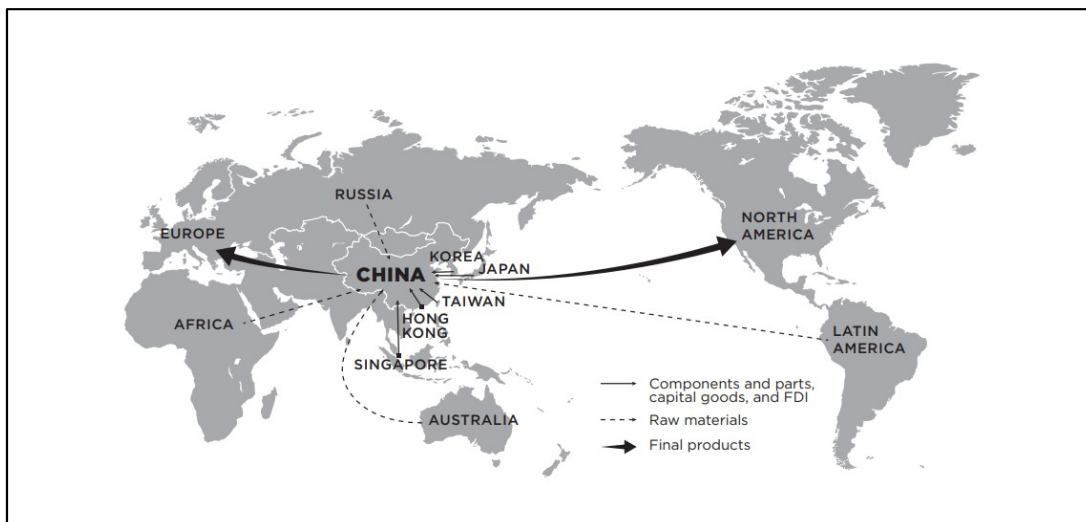 RUSSIA
EUROPE
NORTH
AMERICA
KOREA
JAPAN
CHINA
TAIWAN
AFRICA
HONG
KONG
LATIN
AMERICA
SINGAPORE
AUSTRALIA
Components and parts,
capital goods, and FDI
Raw materials
Final products